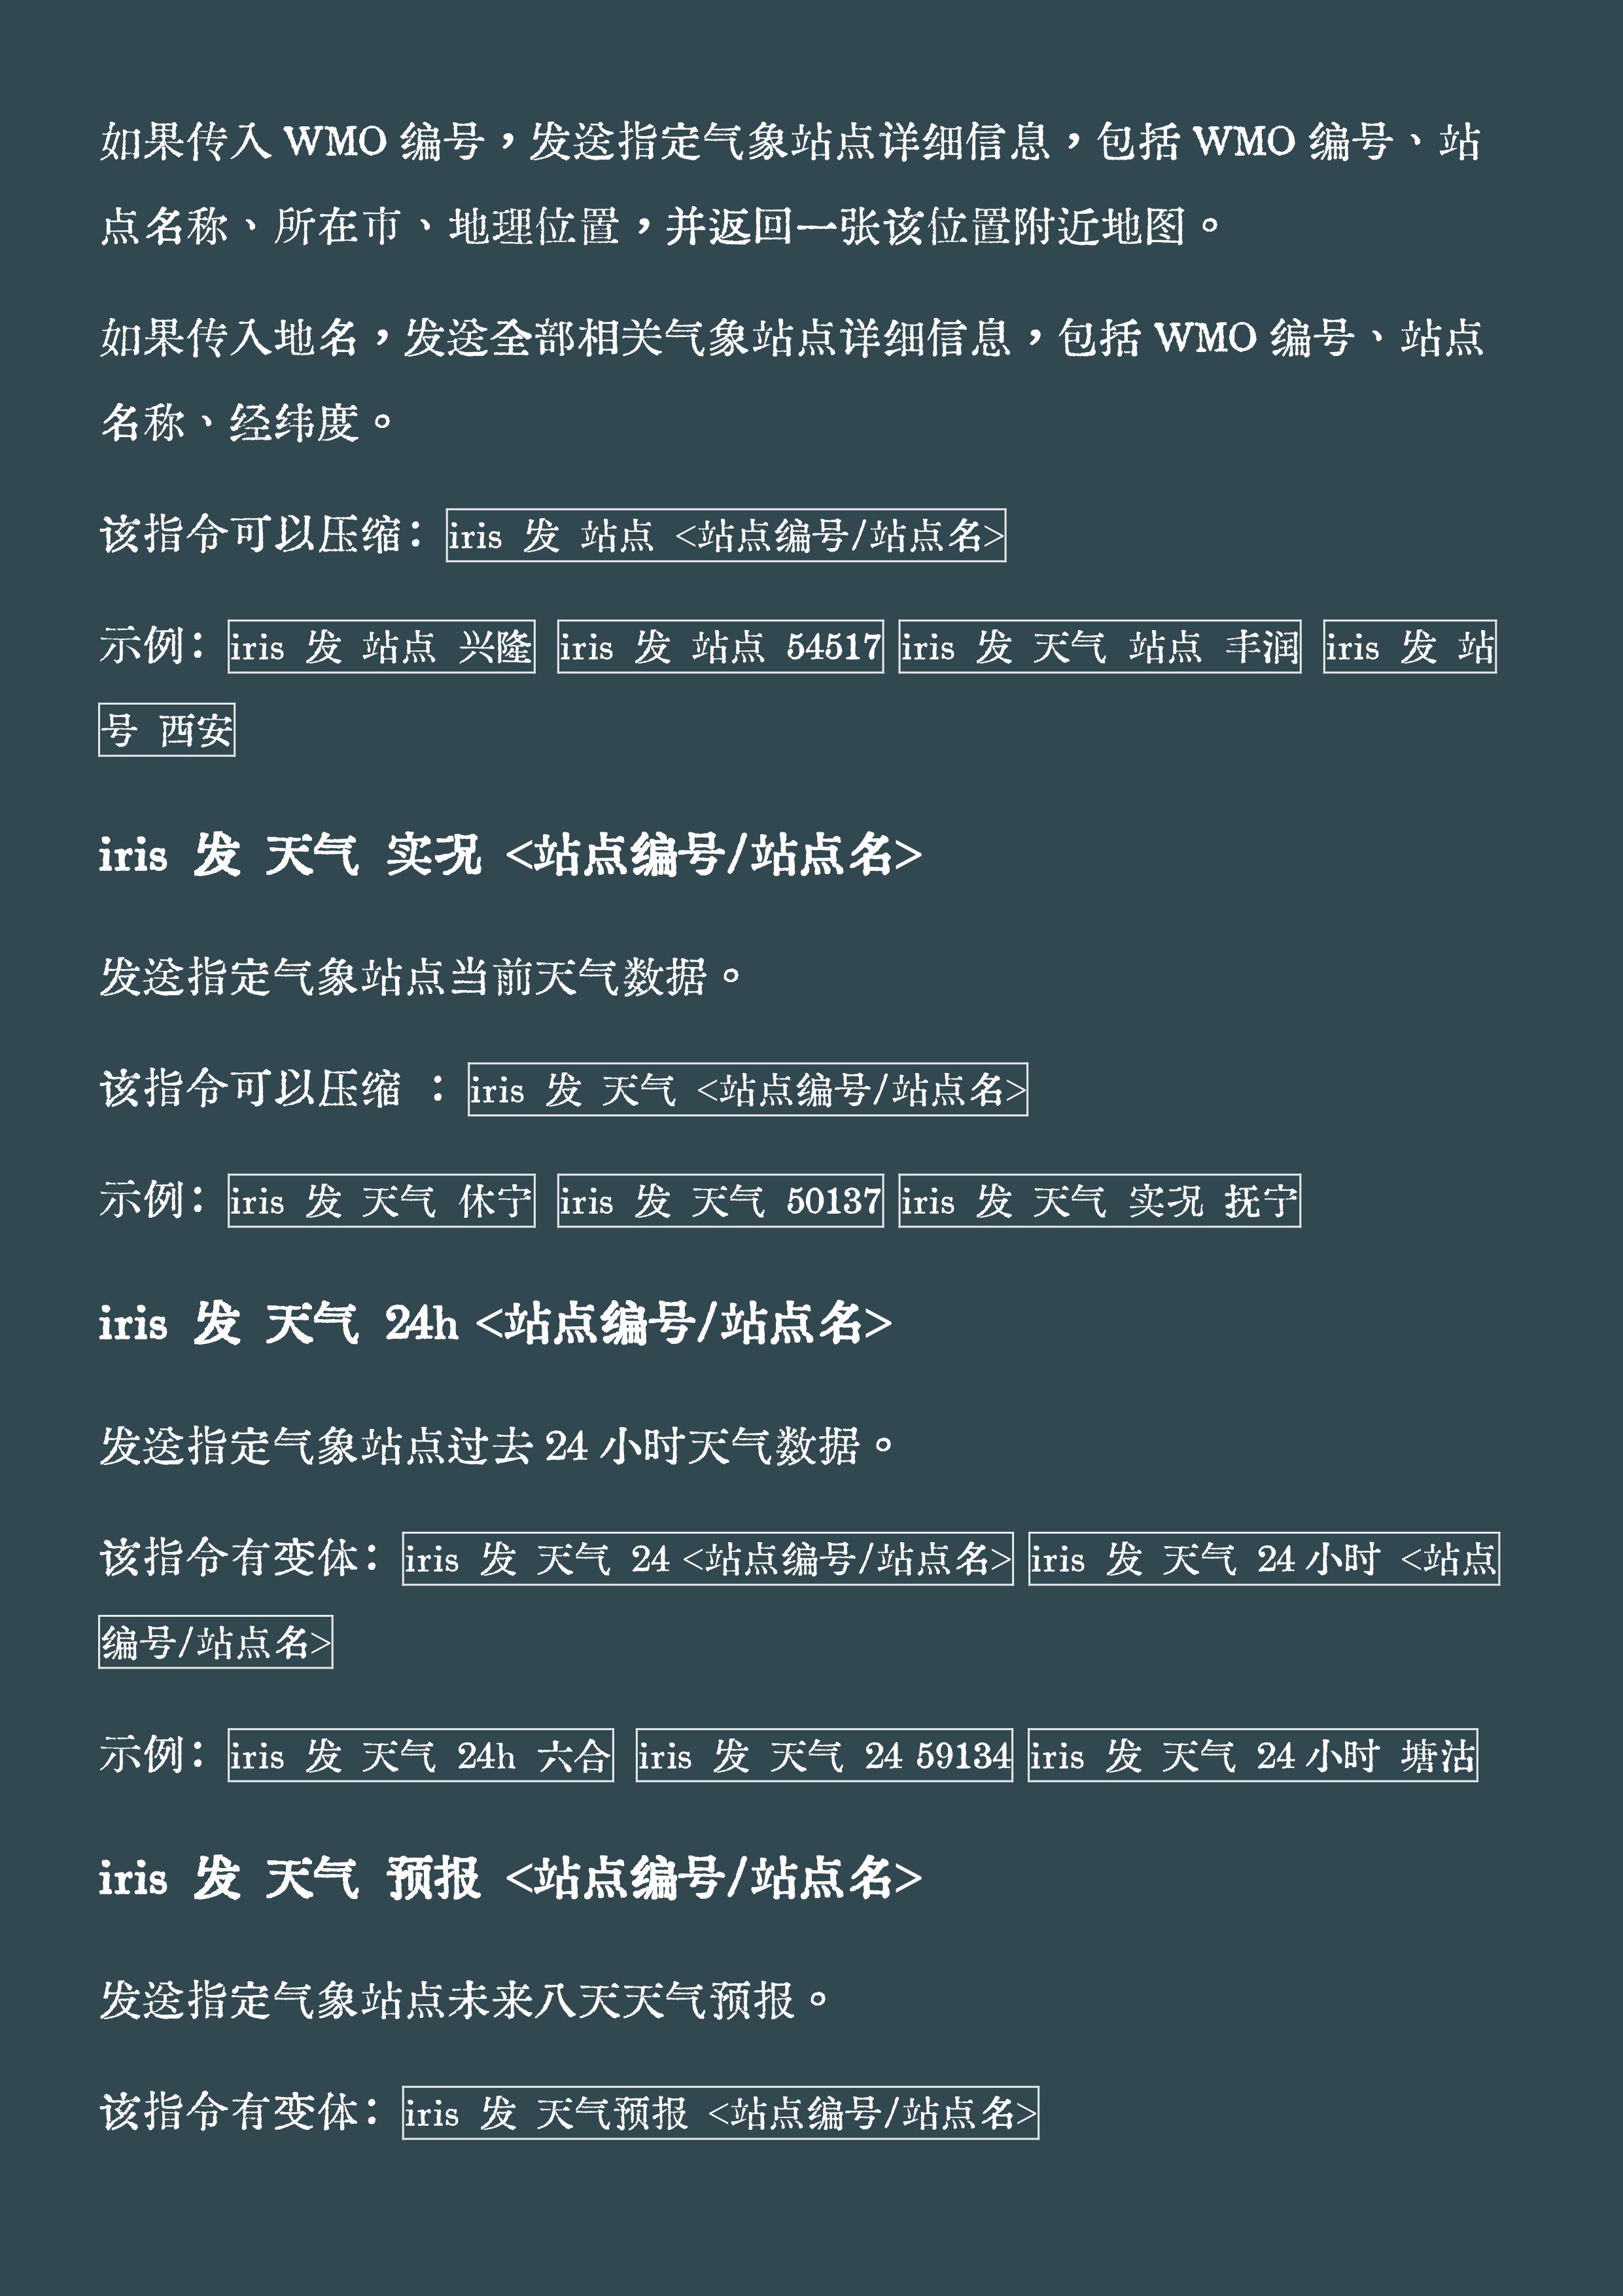 如果传入 WMO 编号，发送指定气象站点详细信息，包括 WMO 编号、站
点名称、所在市、地理位置，并返回一张该位置附近地图。
如果传入地名，发送全部相关气象站点详细信息，包括 WMO 编号、站点
名称、经纬度。
该指令可以压缩：iris 发 站点 <站点编号/站点名>
示例：iris 发 站点 兴隆 iris 发 站点 54517 iris 发 天气 站点 丰润 iris 发 站
号 西安
iris 发 天气 实况 <站点编号/站点名>
发送指定气象站点当前天气数据。
该指令可以压缩 ：iris 发 天气 <站点编号/站点名>
示例：iris 发 天气 休宁 iris 发 天气 50137 iris 发 天气 实况 抚宁
iris 发 天气 24h <站点编号/站点名>
发送指定气象站点过去 24 小时天气数据。
该指令有变体：iris 发 天气 24 <站点编号/站点名> iris 发 天气 24 小时 <站点
编号/站点名>
示例：iris 发 天气 24h 六合 iris 发 天气 24 59134 iris 发 天气 24 小时 塘沽
iris 发 天气 预报 <站点编号/站点名>
发送指定气象站点未来八天天气预报。
该指令有变体：iris 发 天气预报 <站点编号/站点名>